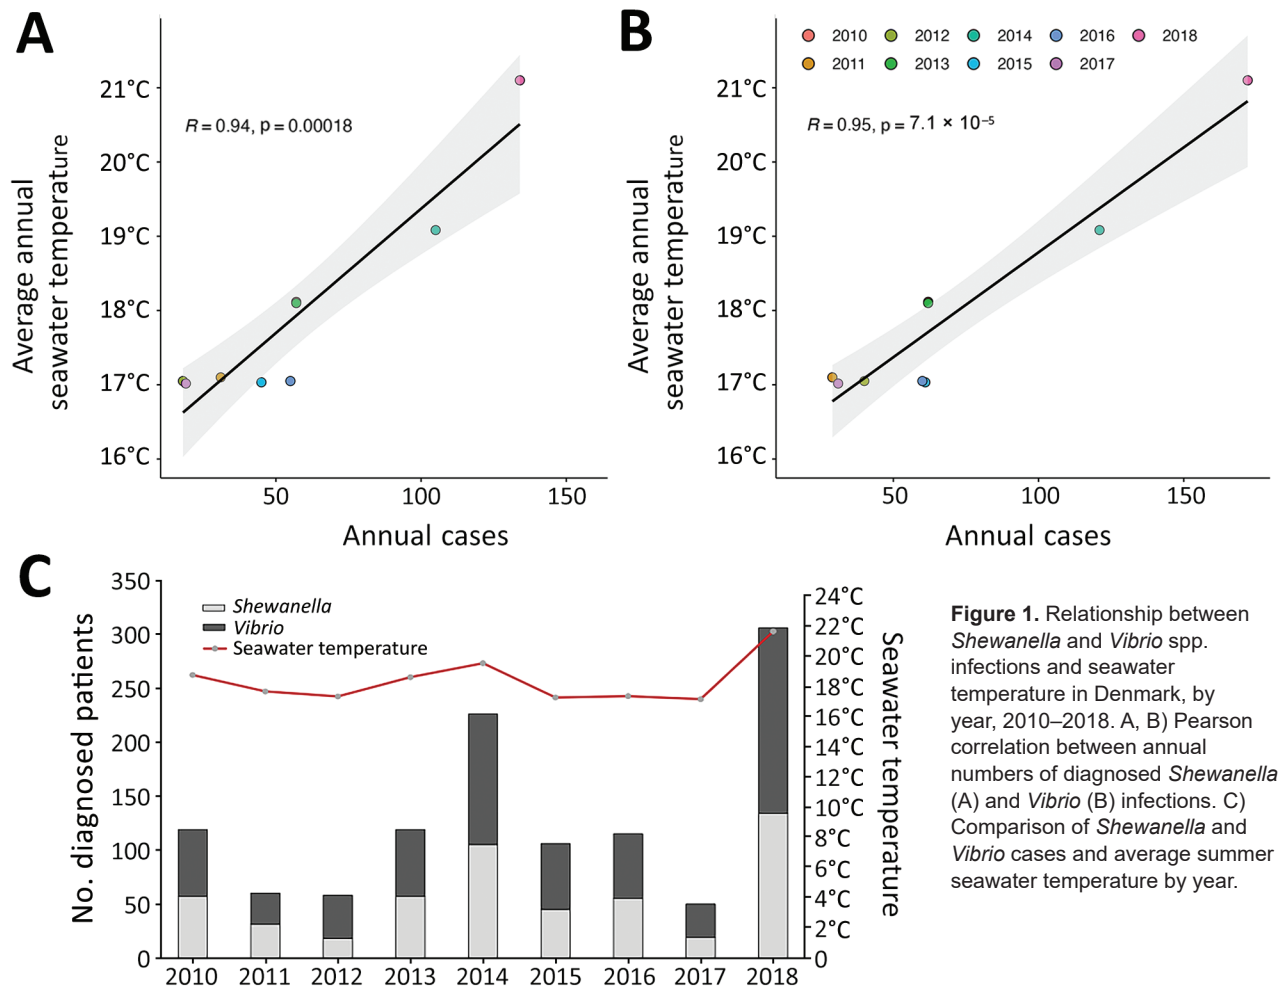 A
21°C
20°C
19°C
18°C
17°C
16°C
Average annual
seawater temperature
R = 0.94, p = 0.00018
50
100
150
Annual cases
B
2010
2012
2014
2016
2018
2011
2013
2015
2017
21°C
20°C
19°C
18°C
17°C
16°C
Average annual
seawater temperature
R = 0.95, p = 7.1 × 10⁻⁵
50
100
150
Annual cases
C
350
300
250
200
150
100
50
0
No. diagnosed patients
Shewanella
Vibrio
Seawater temperature
24°C
22°C
20°C
18°C
16°C
14°C
12°C
10°C
8°C
6°C
4°C
2°C
0
Seawater temperature
2010
2011
2012
2013
2014
2015
2016
2017
2018
Figure 1. Relationship between
Shewanella and Vibrio spp.
infections and seawater
temperature in Denmark, by
year, 2010–2018. A, B) Pearson
correlation between annual
numbers of diagnosed Shewanella
(A) and Vibrio (B) infections. C)
Comparison of Shewanella and
Vibrio cases and average summer
seawater temperature by year.